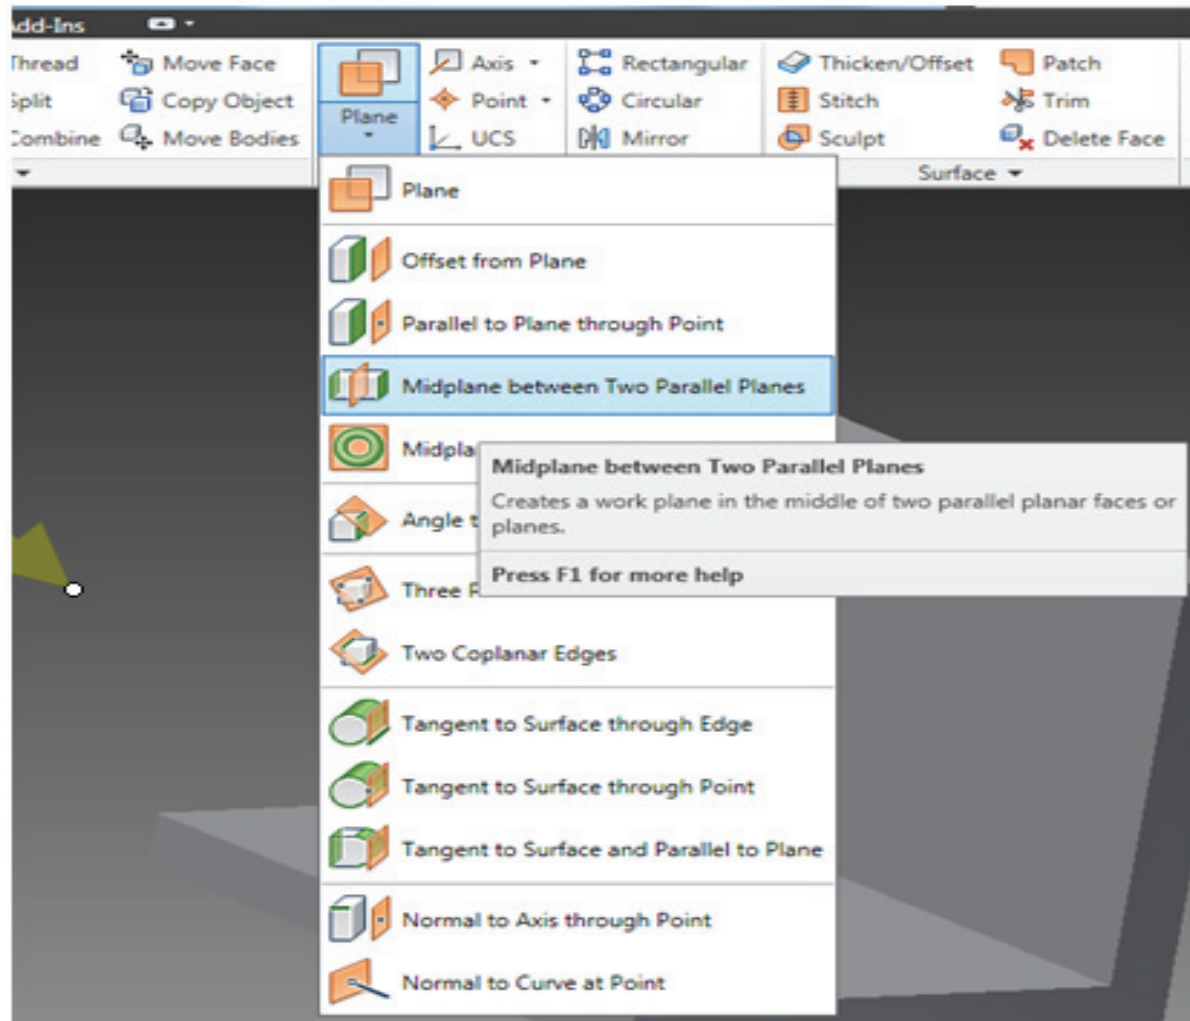 Add-Ins
Thread Move Face Axis Rectangular Thicken/Offset Patch
Split Copy Object Plane Point Circular Stitch Trim
Combine Move Bodies UCS Mirror Sculpt Delete Face
Surface
Plane
Offset from Plane
Parallel to Plane through Point
Midplane between Two Parallel Planes
Midpla
Midplane between Two Parallel Planes
Creates a work plane in the middle of two parallel planar faces or
planes.
Press F1 for more help
Angle t
Three P
Two Coplanar Edges
Tangent to Surface through Edge
Tangent to Surface through Point
Tangent to Surface and Parallel to Plane
Normal to Axis through Point
Normal to Curve at Point